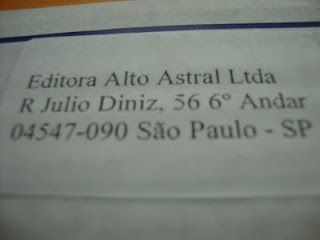 Editora Alto Astral Ltda
R Julio Diniz, 56 6º Andar
04547-090 São Paulo - SP